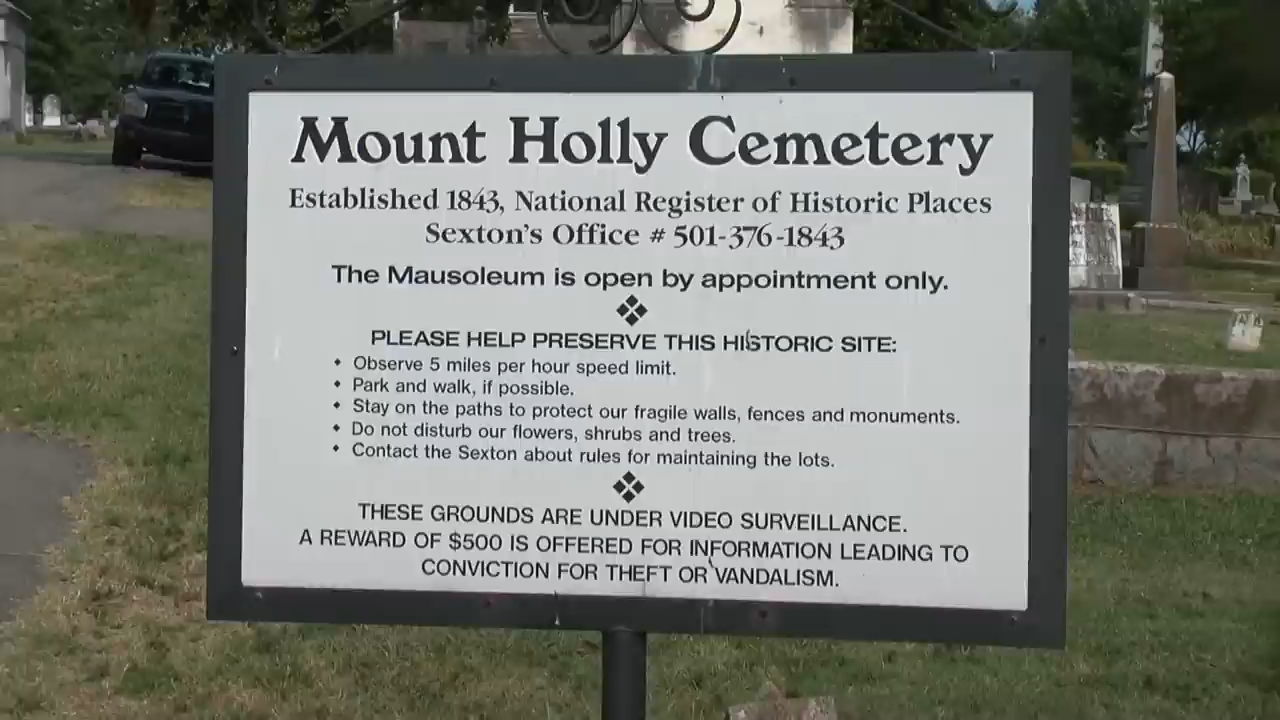 Mount Holly Cemetery
Established 1843, National Register of Historic Places
Sexton's Office # 501-376-1843
The Mausoleum is open by appointment only.
PLEASE HELP PRESERVE THIS HISTORIC SITE:
Observe 5 miles per hour speed limit.
Park and walk, if possible.
Stay on the paths to protect our fragile walls, fences and monuments.
Do not disturb our flowers, shrubs and trees.
Contact the Sexton about rules for maintaining the lots.
THESE GROUNDS ARE UNDER VIDEO SURVEILLANCE.
A REWARD OF $500 IS OFFERED FOR INFORMATION LEADING TO
CONVICTION FOR THEFT OR VANDALISM.